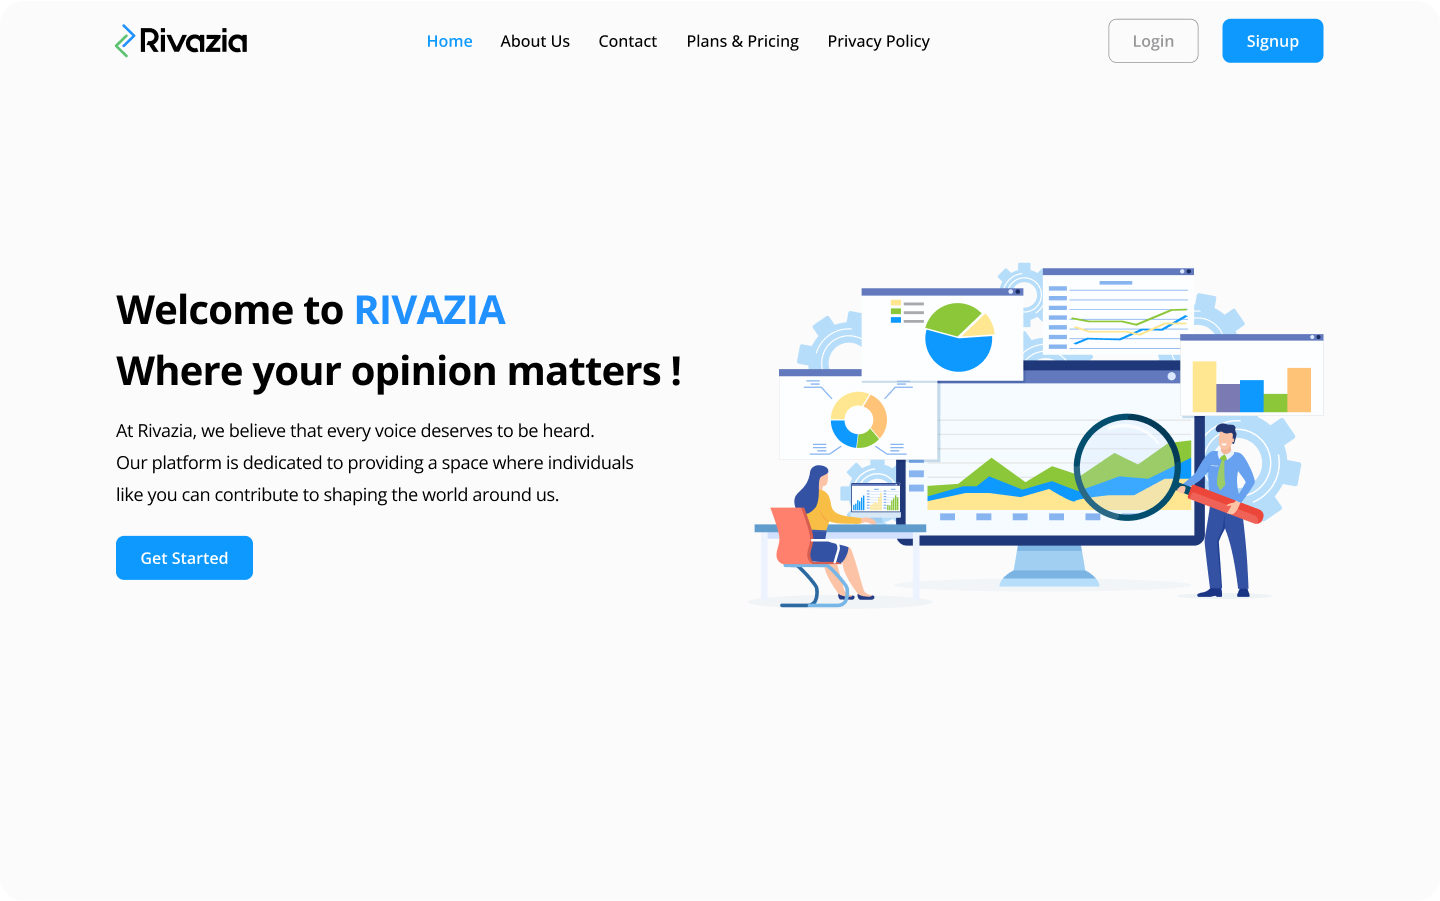 Rivazia
Home About Us Contact Plans & Pricing Privacy Policy
Login
Signup
Welcome to RIVAZIA
Where your opinion matters !
At Rivazia, we believe that every voice deserves to be heard.
Our platform is dedicated to providing a space where individuals
like you can contribute to shaping the world around us.
Get Started